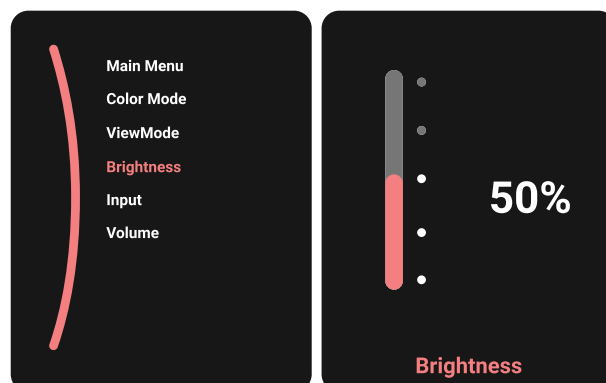 Main Menu
Color Mode
ViewMode
Brightness
Input
Volume
50%
Brightness